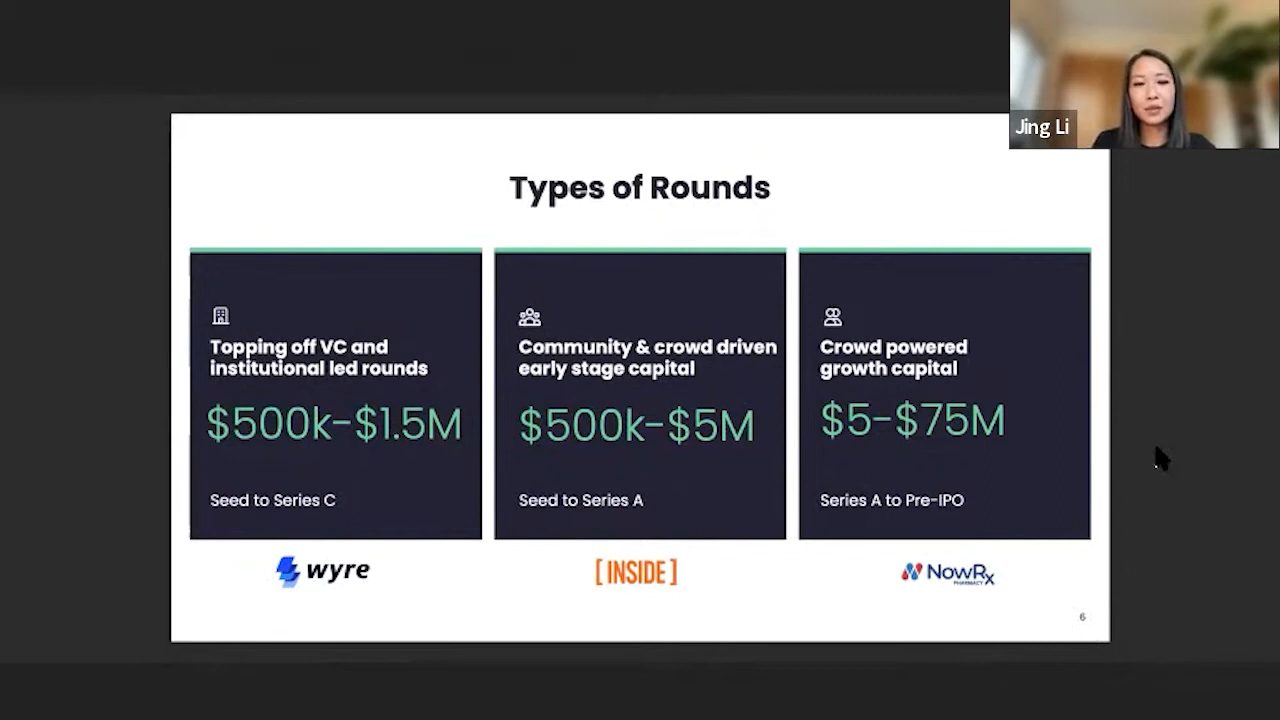 Jing Li
Types of Rounds
Topping off VC and
institutional led rounds
$500k-$1.5M
Seed to Series C
Community & crowd driven
early stage capital
$500k-$5M
Seed to Series A
Crowd powered
growth capital
$5-$75M
Series A to Pre-IPO
wyre
[INSIDE]
NowRx
PHARMACY
6